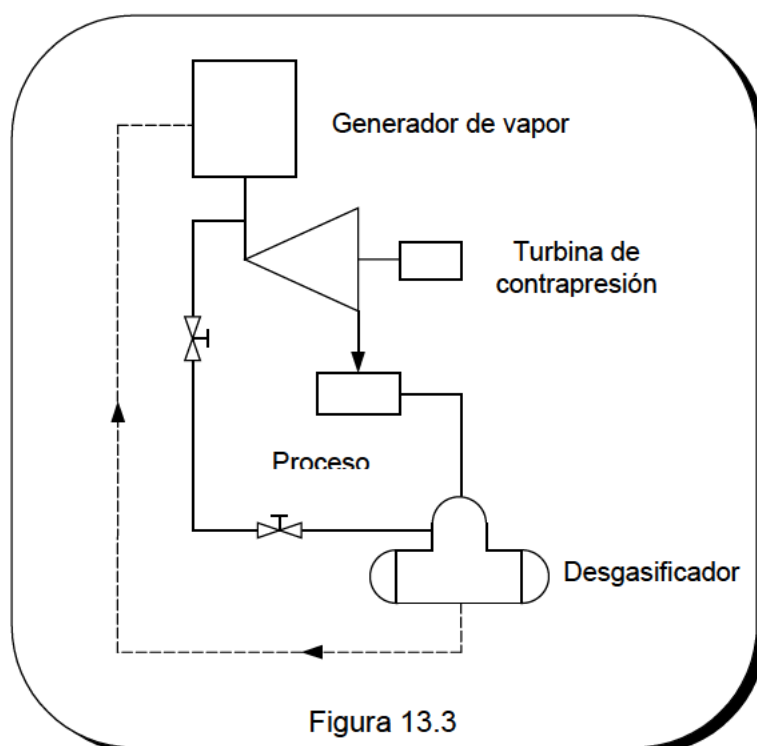 Generador de vapor
Turbina de
contrapresión
Proceso
Desgasificador
Figura 13.3